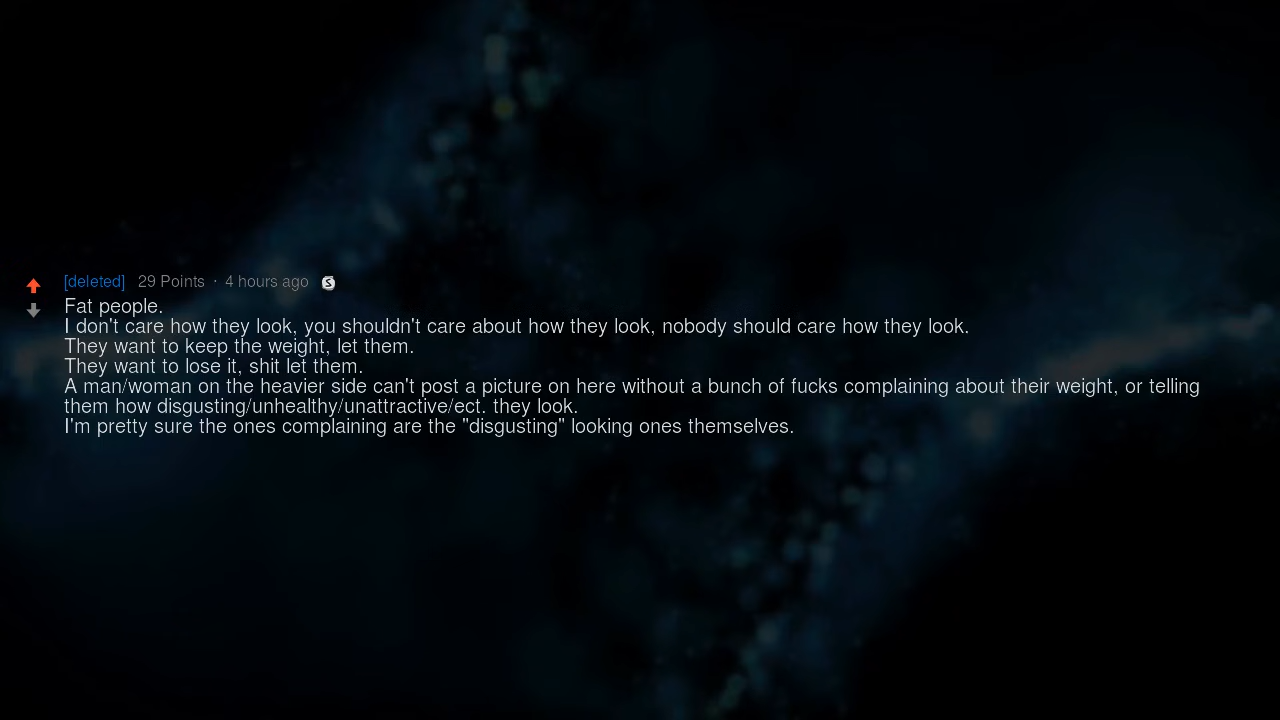 [deleted] 29 Points · 4 hours ago
Fat people.
I don't care how they look, you shouldn't care about how they look, nobody should care how they look.
They want to keep the weight, let them.
They want to lose it, shit let them.
A man/woman on the heavier side can't post a picture on here without a bunch of fucks complaining about their weight, or telling
them how disgusting/unhealthy/unattractive/ect. they look.
I'm pretty sure the ones complaining are the "disgusting" looking ones themselves.